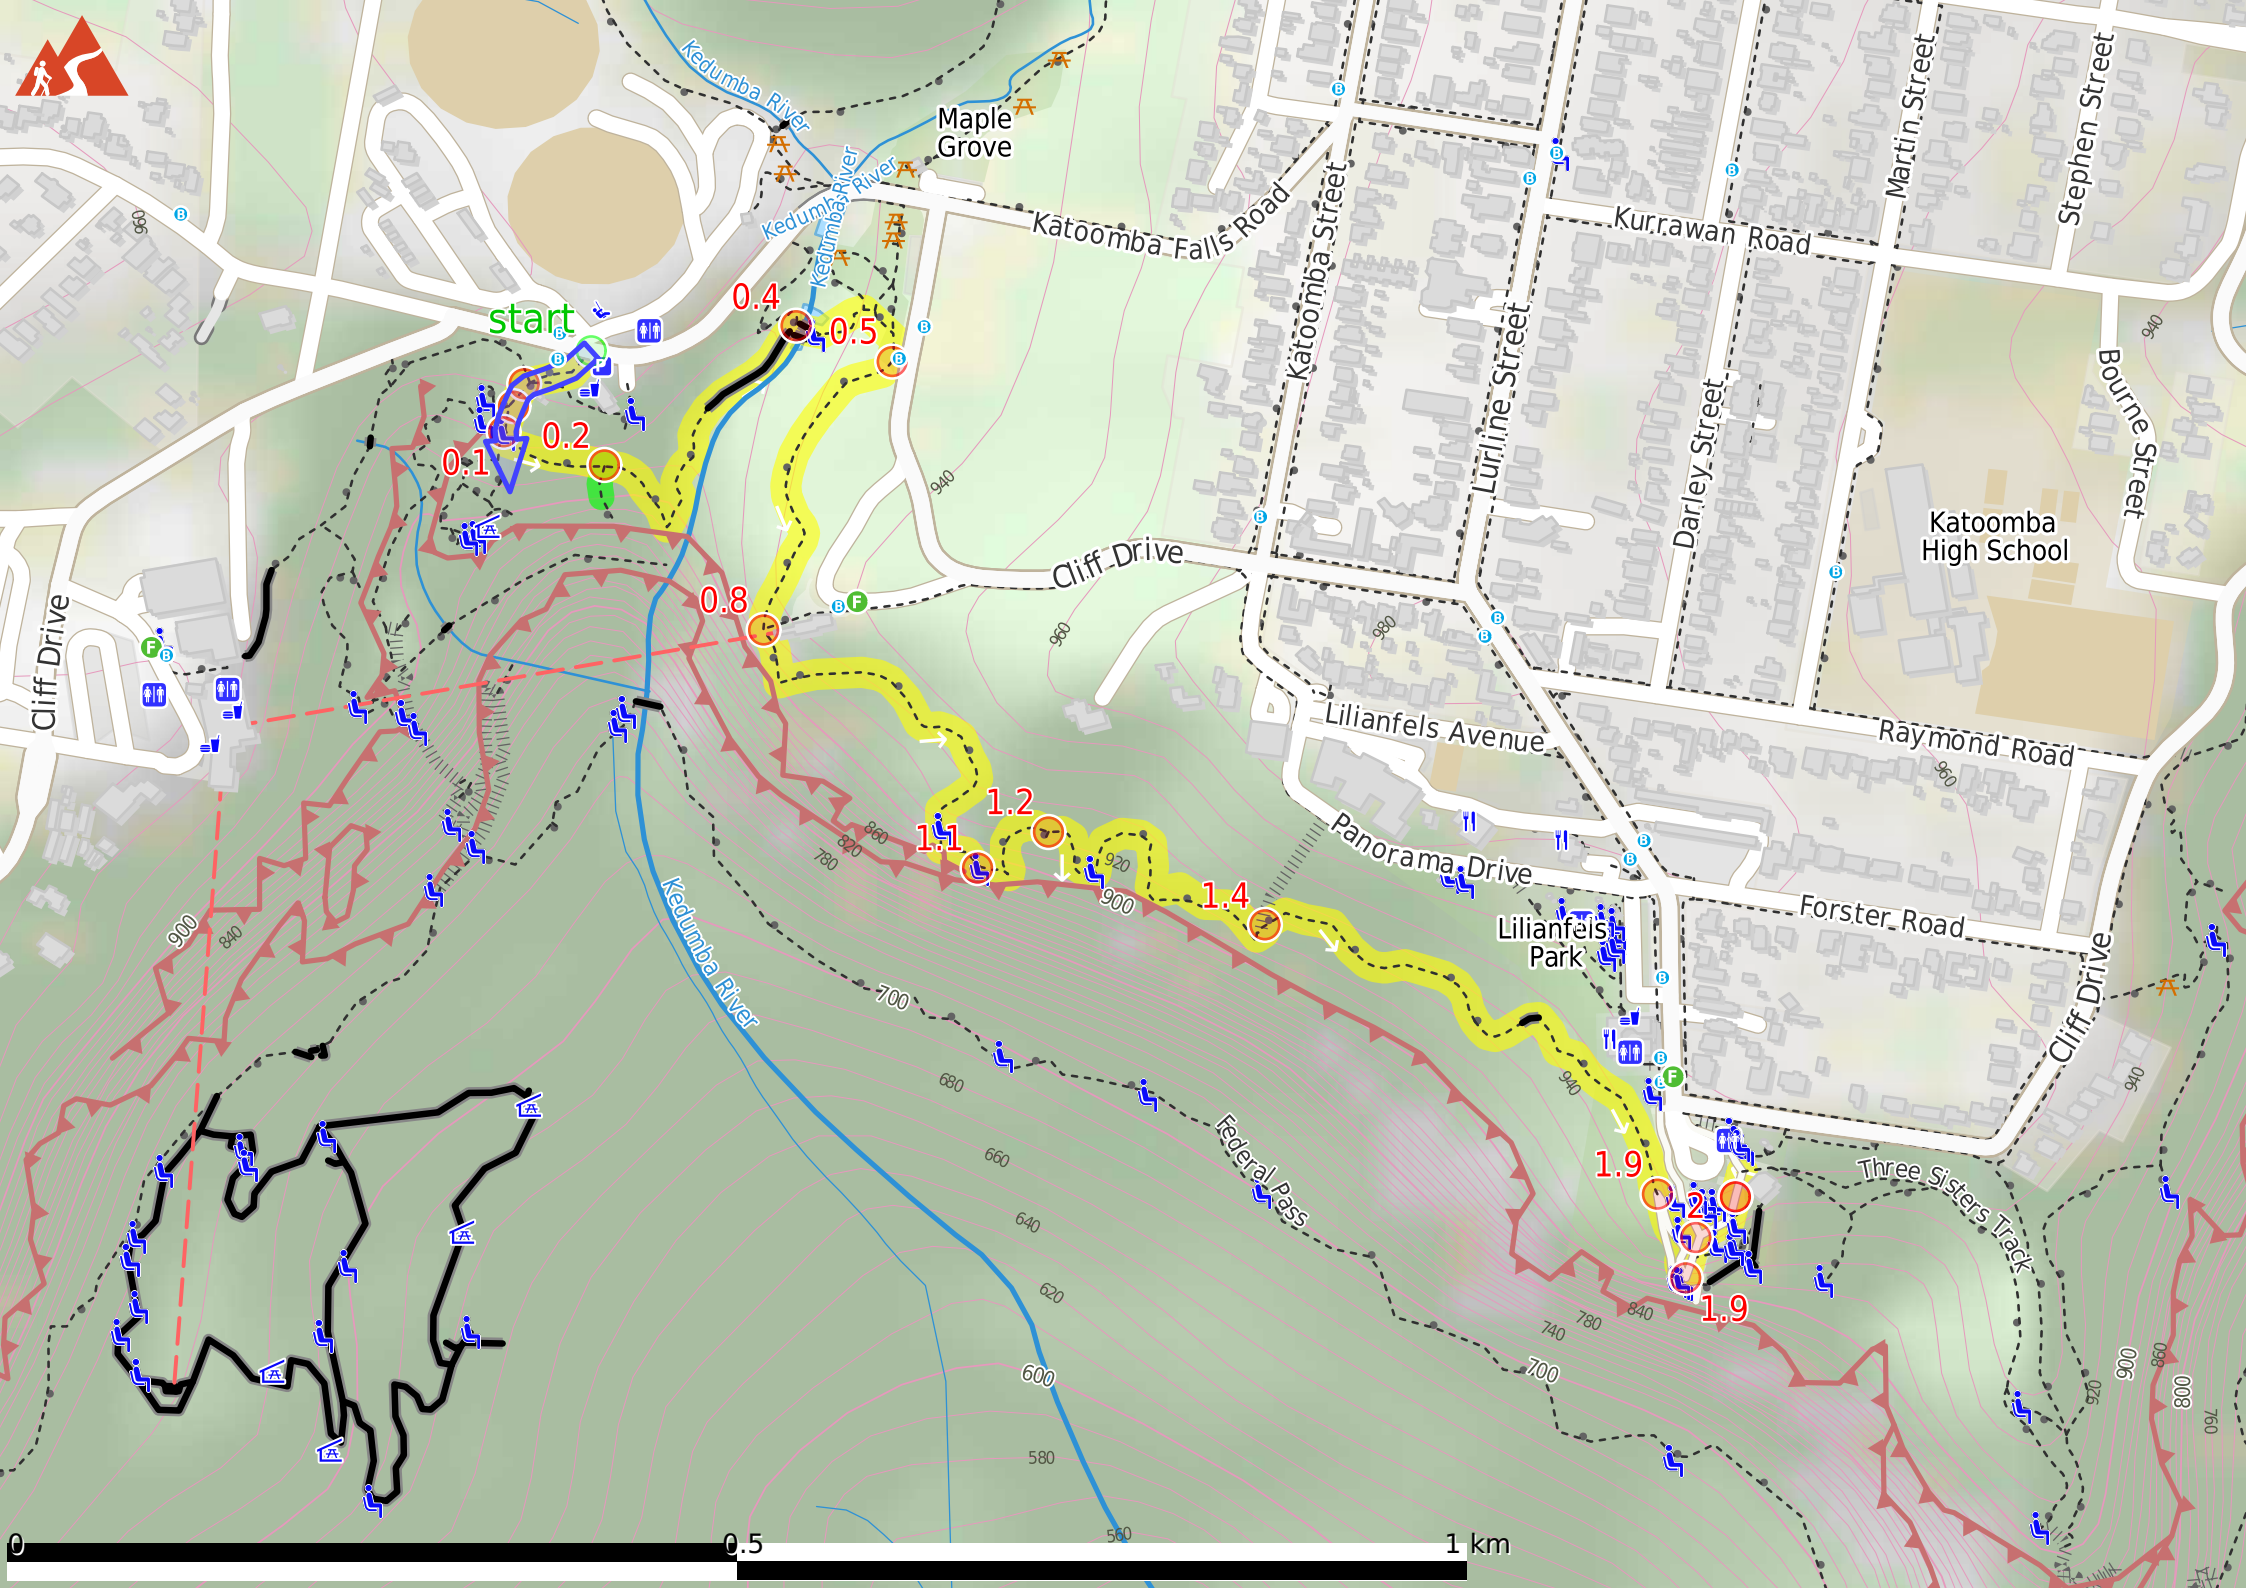 Kedumba River
Maple
Grove
Kedumba River
Kedumba River
Katoomba Falls Road
Katoomba Street
Kurrawan Road
Martin Street
Stephen Street
960
start
0.4
0.5
0.2
0.1
Lurline Street
Darley Street
Bourne Street
940
940
Katoomba
High School
Cliff Drive
0.8
F
960
980
Cliff Drive
F
Lilianfels Avenue
Raymond Road
960
1.2
1.1
860
820
780
920
900
Panorama Drive
1.4
Forster Road
Lilianfels
Park
900
840
Kedumba River
700
Cliff Drive
940
940
F
680
660
640
620
600
580
560
Federal Pass
1.9
2
1.9
Three Sisters Track
840
780
740
700
900
860
920
800
760
0
0.5
1 km